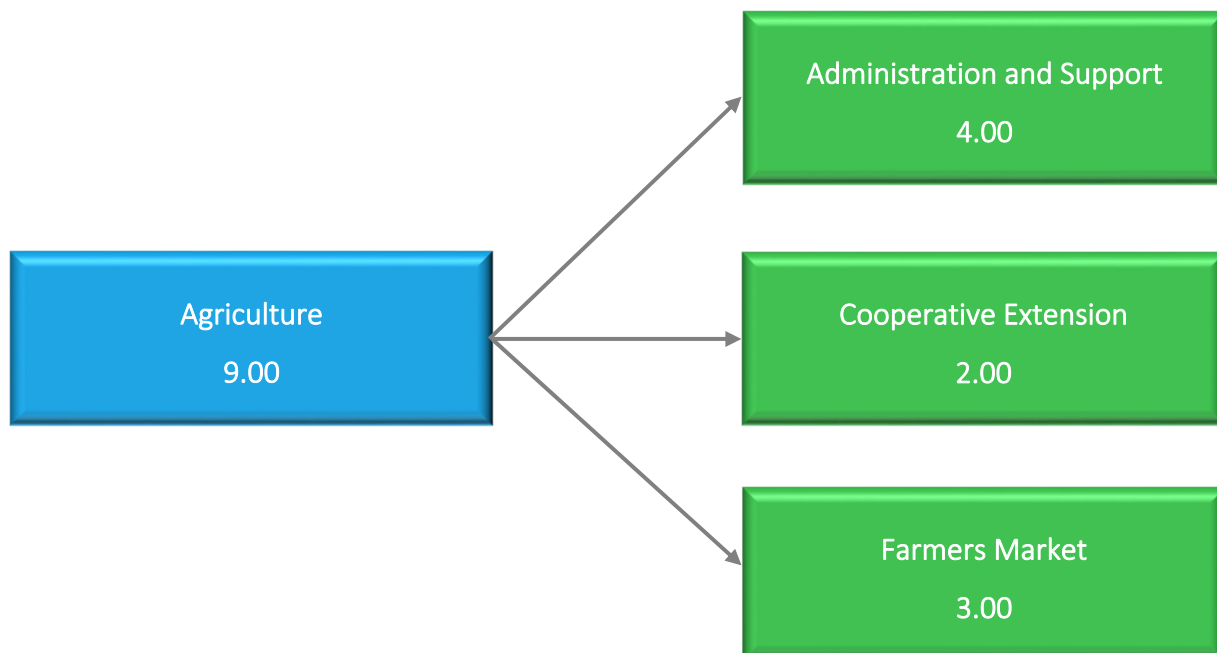 Administration and Support
4.00
Agriculture
9.00
Cooperative Extension
2.00
Farmers Market
3.00